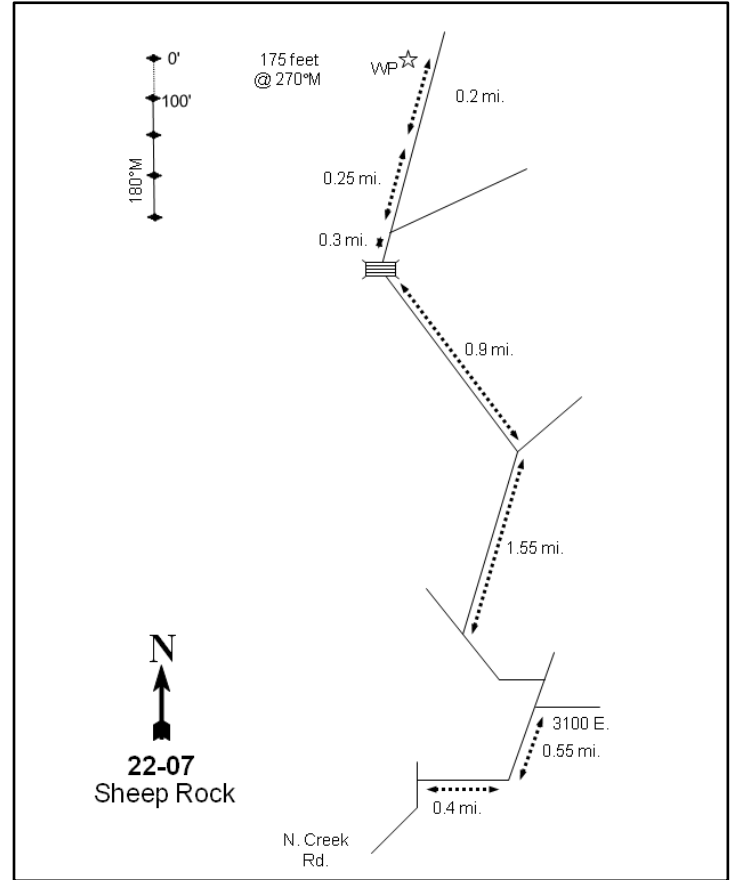 0'
100'
180°M
175 feet
@ 270°M
WP
0.2 mi.
0.25 mi.
0.3 mi.
0.9 mi.
1.55 mi.
3100 E.
0.55 mi.
0.4 mi.
N. Creek
Rd.
N
22-07
Sheep Rock